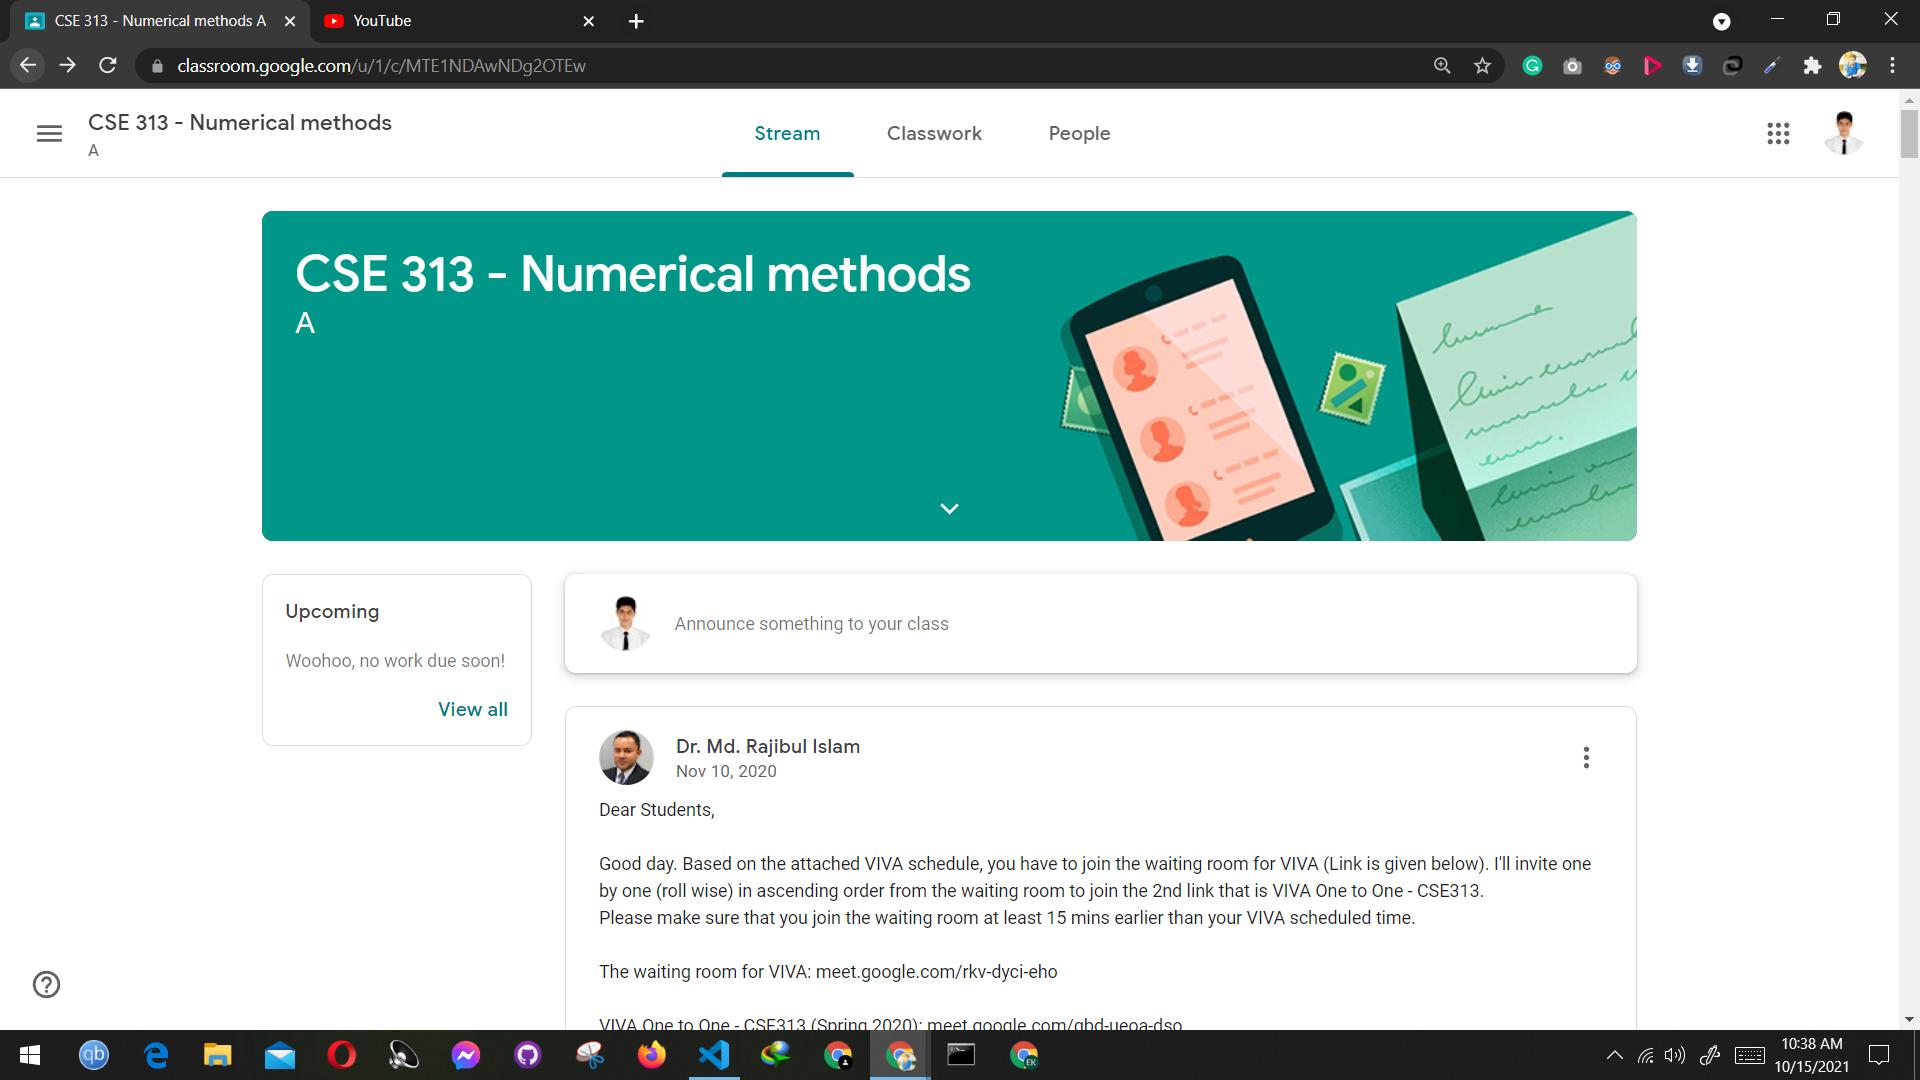 CSE 313 - Numerical methods A
YouTube
classroom.google.com/u/1/c/MTE1NDAwNDg2OTEw
CSE 313 - Numerical methods
A
Stream
Classwork
People
CSE 313 - Numerical methods
A
Upcoming
Woohoo, no work due soon!
View all
Announce something to your class
Dr. Md. Rajibul Islam
Nov 10, 2020
Dear Students,
Good day. Based on the attached VIVA schedule, you have to join the waiting room for VIVA (Link is given below). I'll invite one
by one (roll wise) in ascending order from the waiting room to join the 2nd link that is VIVA One to One - CSE313.
Please make sure that you join the waiting room at least 15 mins earlier than your VIVA scheduled time.
The waiting room for VIVA: meet.google.com/rkv-dyci-eho
VIVA One to One - CSE313 (Spring 2020): meet.google.com/
qb
EK
10:38 AM
10/15/2021